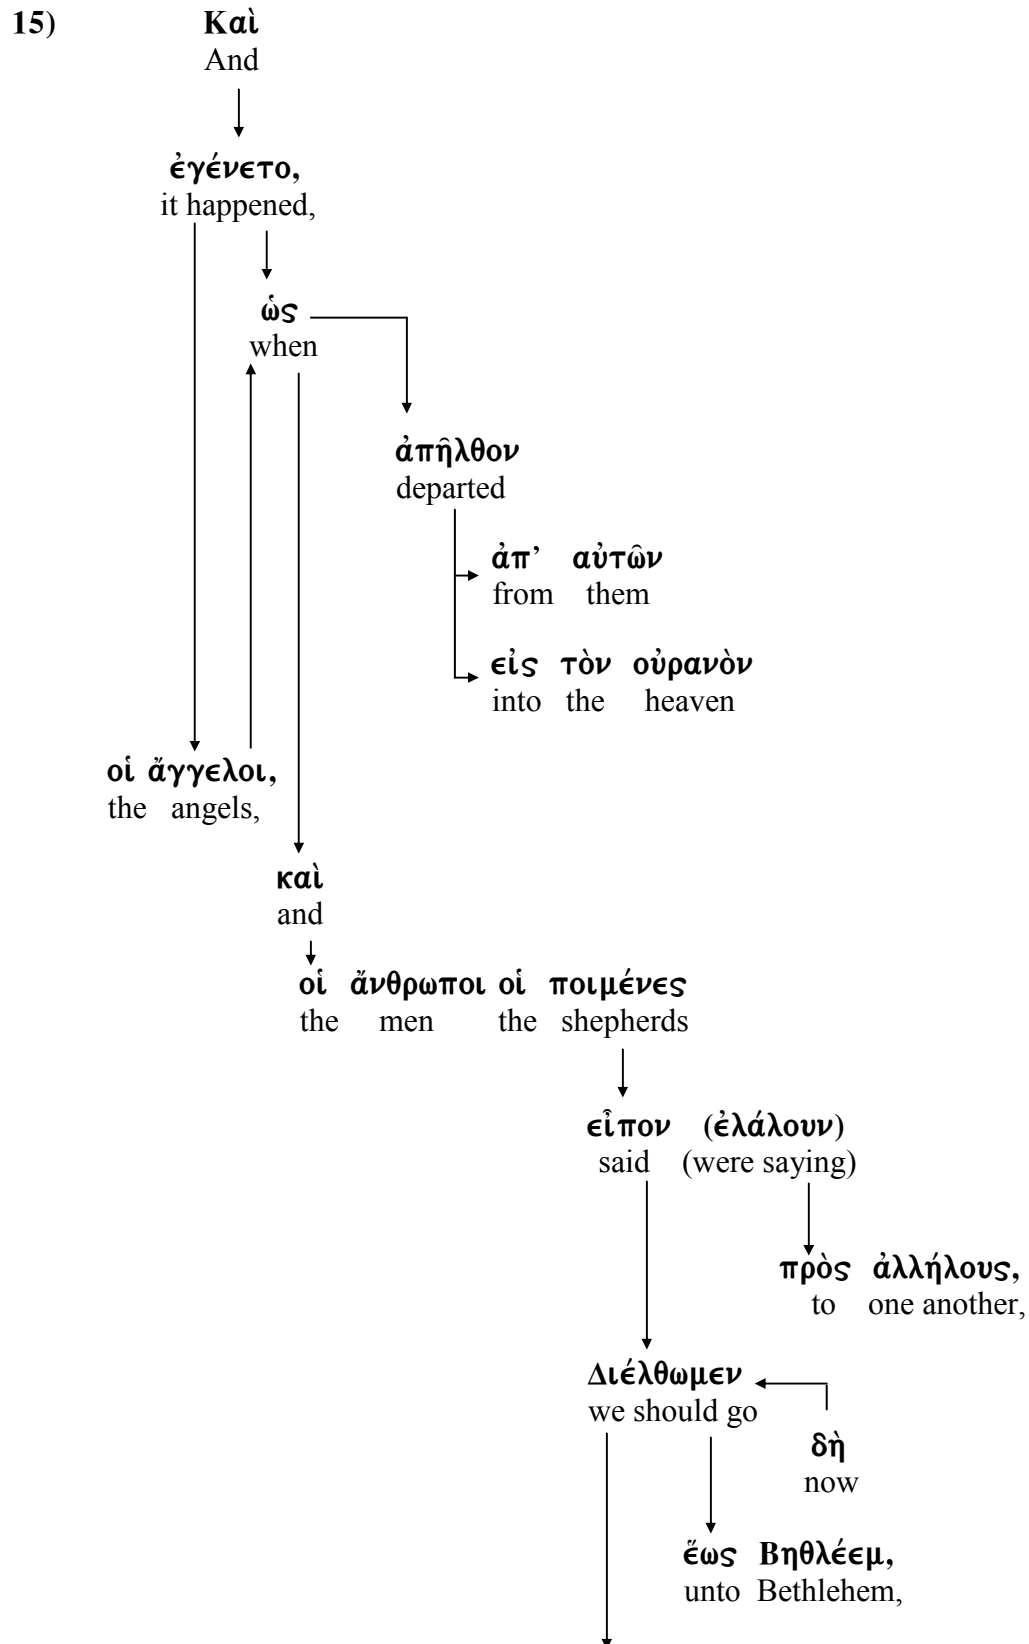 15) Καὶ
And
ἐγένετο,
it happened,
ὡς
when
ἀπῆλθον
departed
ἀπ’ αὐτῶν
from them
εἰς τὸν οὐρανὸν
into the heaven
οἱ ἄγγελοι,
the angels,
καὶ
and
οἱ ἄνθρωποι οἱ ποιμένες
the men the shepherds
εἶπον (ἐλάλουν)
said (were saying)
πρὸς ἀλλήλους,
to one another,
Διέλθωμεν
we should go
δὴ
now
ἕως Βηθλέεμ,
unto Bethlehem,